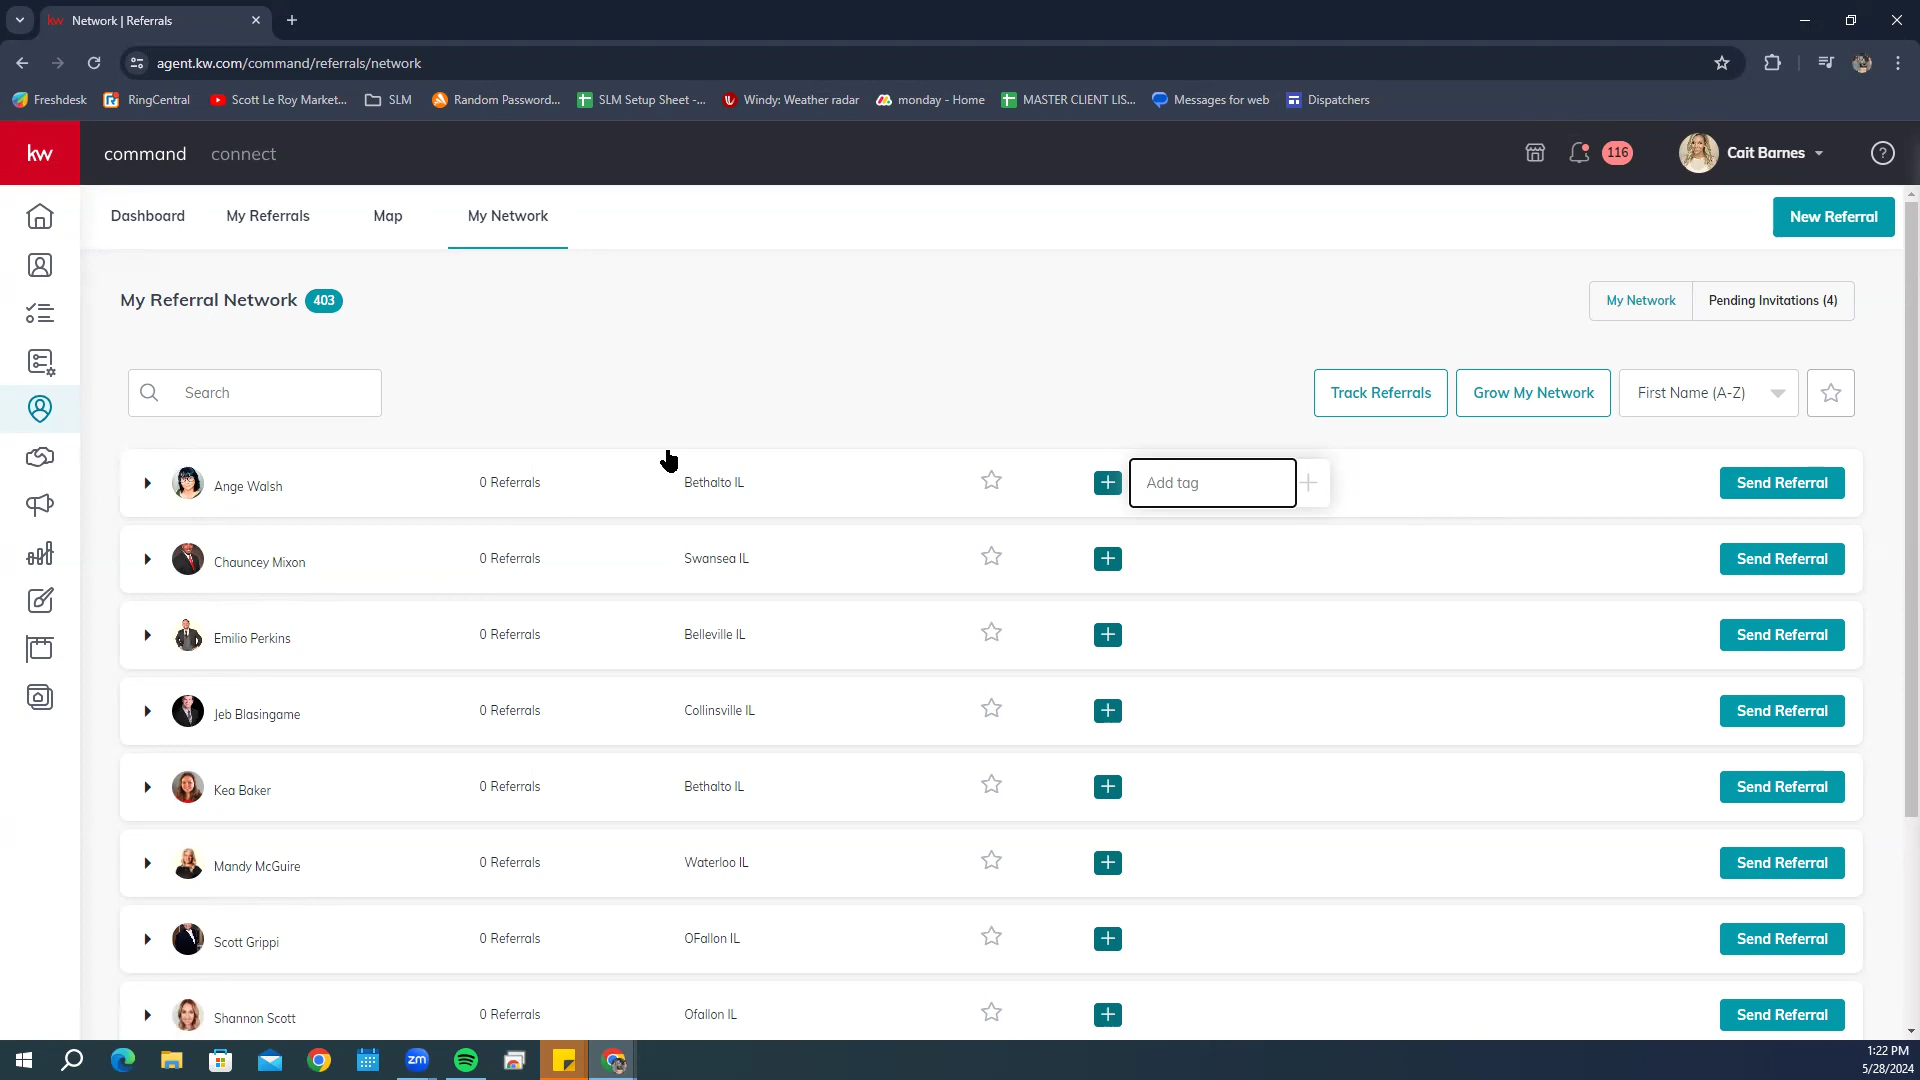 kw Network | Referrals
agent.kw.com/command/referrals/network
Freshdesk RingCentral Scott Le Roy Market... SLM Random Password... SLM Setup Sheet -... Windy: Weather radar monday - Home MASTER CLIENT LIS... Messages for web Dispatchers
kw command connect 116 Cait Barnes
Dashboard My Referrals Map My Network New Referral
My Referral Network 403 My Network Pending Invitations (4)
Search Track Referrals Grow My Network First Name (A-Z)
Ange Walsh 0 Referrals Bethalto IL Add tag Send Referral
Chauncey Mixon 0 Referrals Swansea IL Send Referral
Emilio Perkins 0 Referrals Belleville IL Send Referral
Jeb Blasingame 0 Referrals Collinsville IL Send Referral
Kea Baker 0 Referrals Bethalto IL Send Referral
Mandy McGuire 0 Referrals Waterloo IL Send Referral
Scott Grippi 0 Referrals OFallon IL Send Referral
Shannon Scott 0 Referrals Ofallon IL Send Referral
zm
1:22 PM
5/28/2024